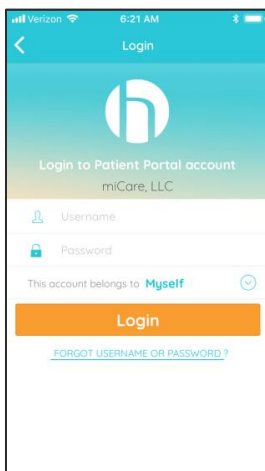 Verizon 6:21 AM
Login
h
Login to Patient Portal account
miCare, LLC
Username
Password
This account belongs to Myself
Login
FORGOT USERNAME OR PASSWORD ?